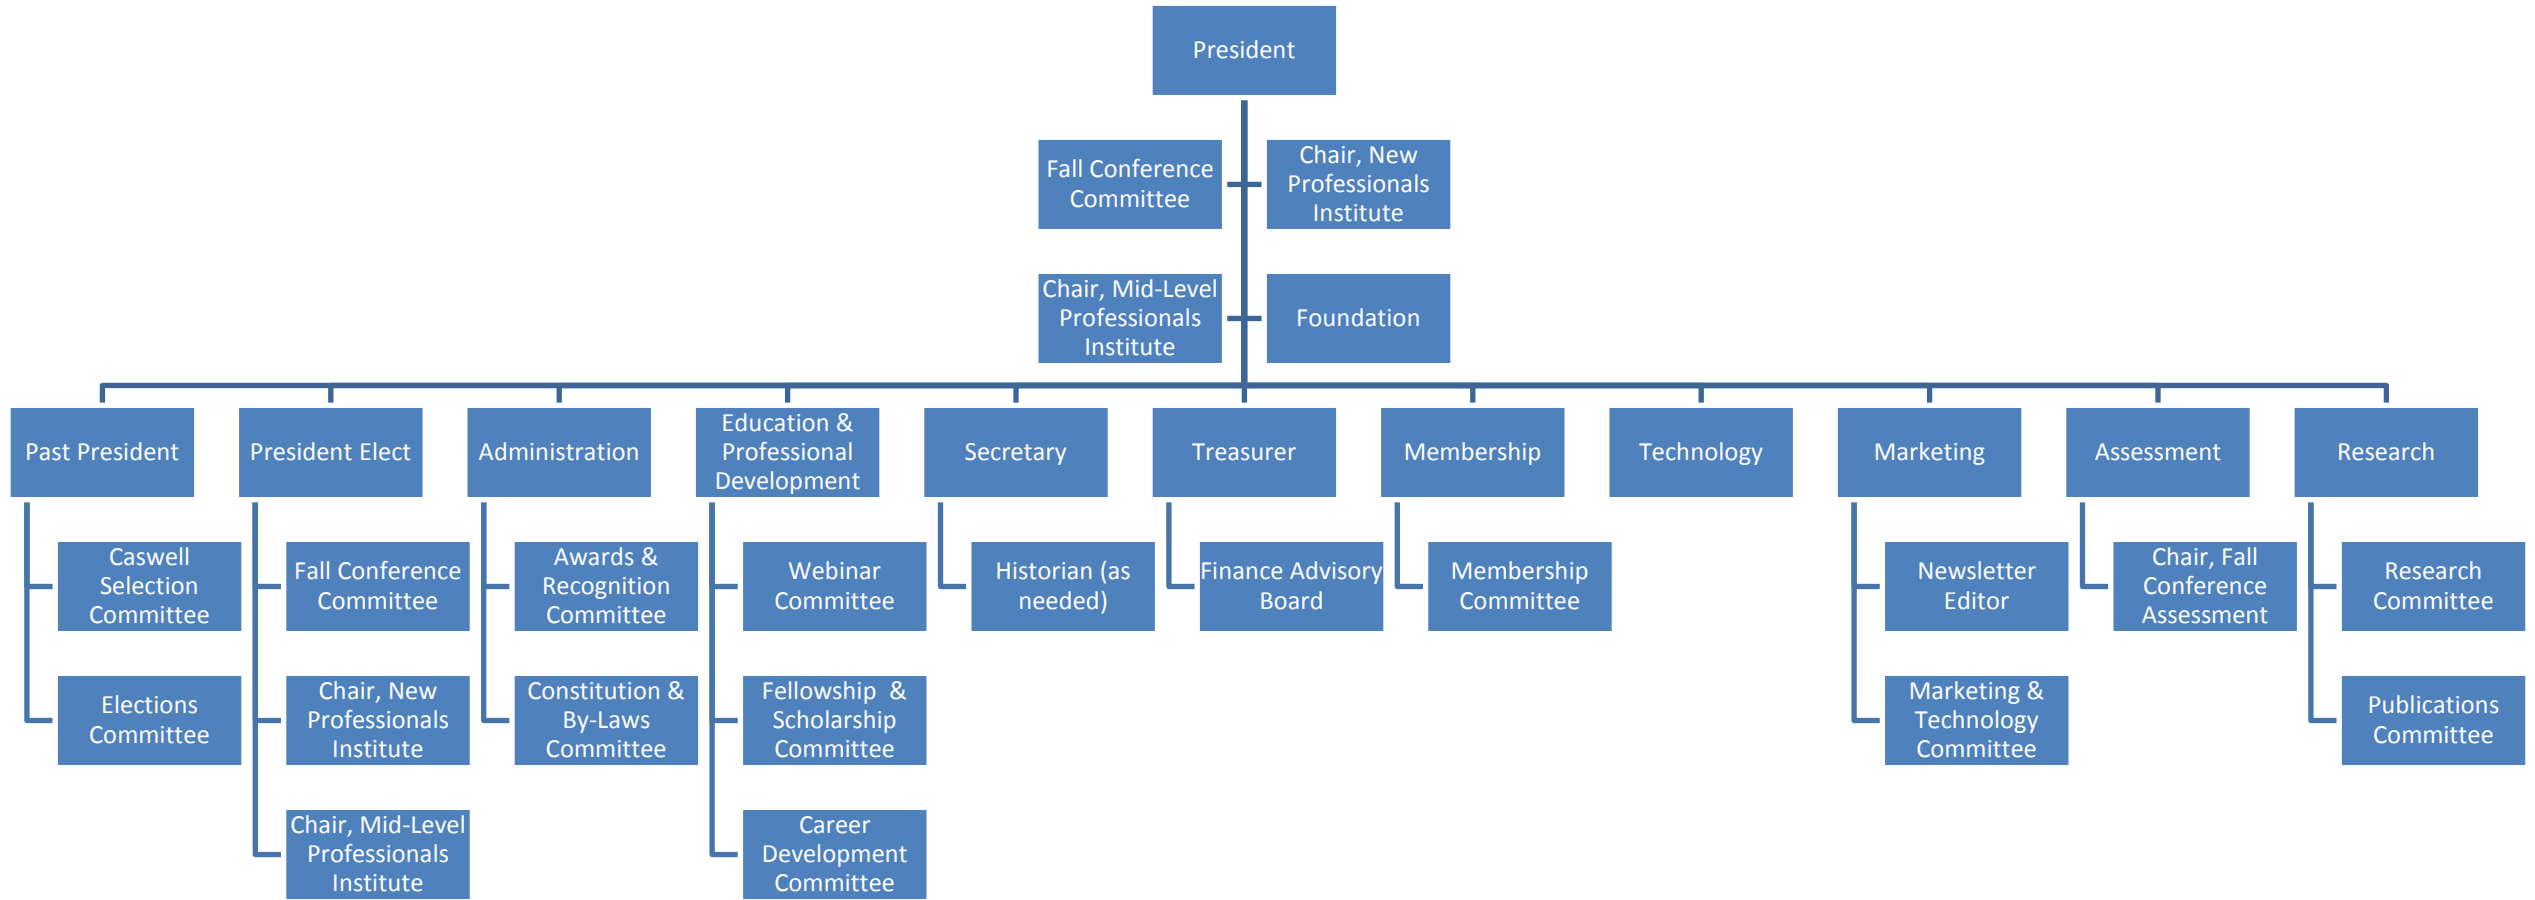 President
Fall Conference
Committee
Chair, New
Professionals
Institute
Chair, Mid-Level
Professionals
Institute
Foundation
Past President
Caswell
Selection
Committee
Elections
Committee
President Elect
Fall Conference
Committee
Chair, New
Professionals
Institute
Chair, Mid-Level
Professionals
Institute
Administration
Awards &
Recognition
Committee
Constitution &
By-Laws
Committee
Education &
Professional
Development
Webinar
Committee
Fellowship  &
Scholarship
Committee
Career
Development
Committee
Secretary
Historian (as
needed)
Treasurer
Finance Advisory
Board
Membership
Membership
Committee
Technology
Marketing
Newsletter
Editor
Marketing &
Technology
Committee
Assessment
Chair, Fall
Conference
Assessment
Research
Research
Committee
Publications
Committee